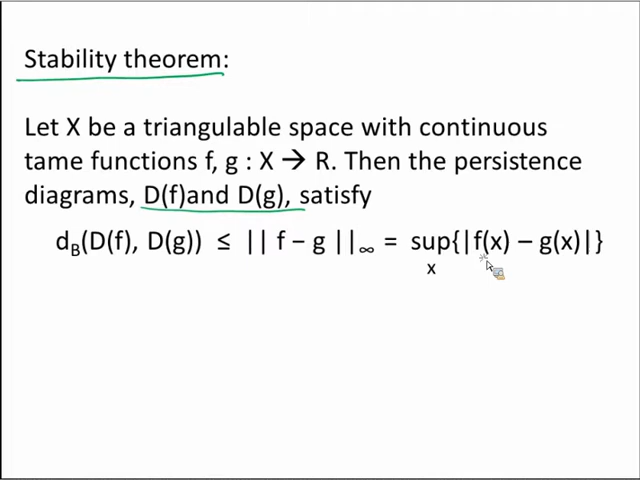 Stability theorem:
Let X be a triangulable space with continuous
tame functions f, g : X → R. Then the persistence
diagrams, D(f)and D(g), satisfy
d_B(D(f), D(g)) ≤ || f − g ||_∞ = sup{|f(x) – g(x)|}
x